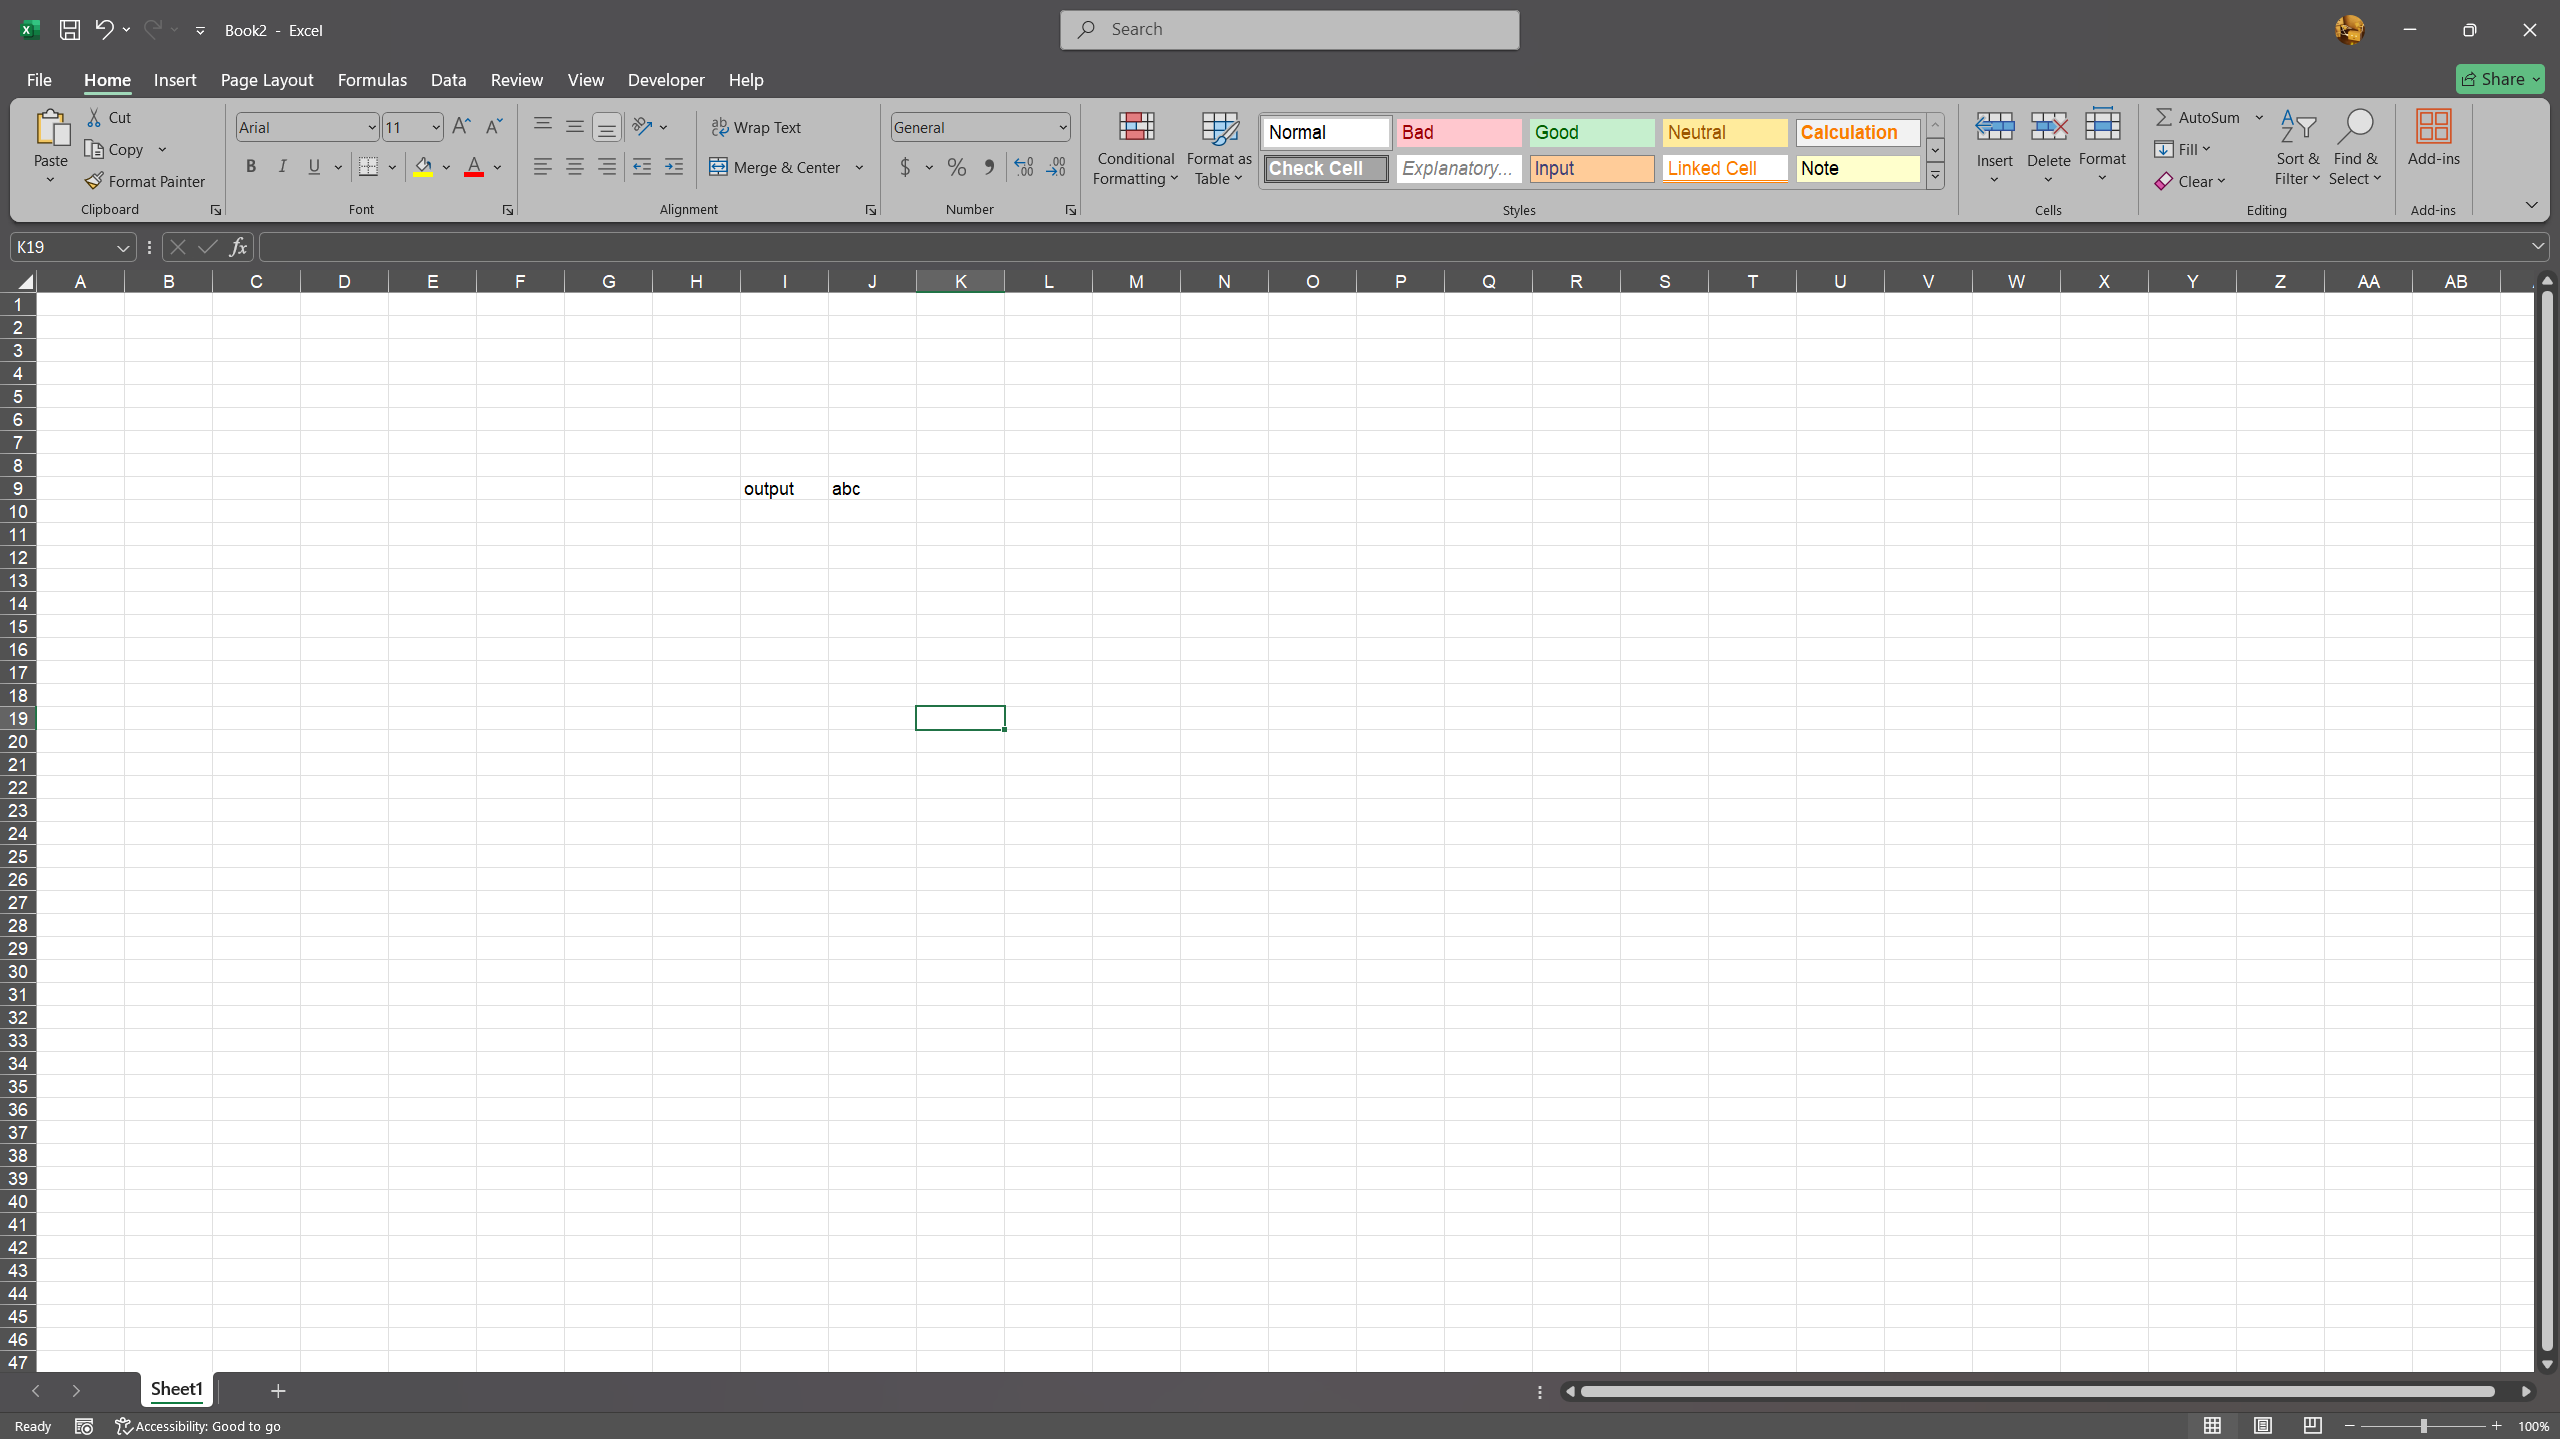 Book2 - Excel
Search
File Home Insert Page Layout Formulas Data Review View Developer Help
Share
Paste
Cut
Copy
Format Painter
Clipboard
Arial 11
B I U
Font
Wrap Text
Merge & Center
Alignment
General
$ % 9
Number
Conditional Formatting
Format as Table
Normal Bad Good Neutral Calculation
Check Cell Explanatory... Input Linked Cell Note
Styles
Insert Delete Format
Cells
AutoSum
Fill
Clear
Sort & Filter
Find & Select
Editing
Add-ins
Add-ins
K19 fx
A B C D E F G H I J K L M N O P Q R S T U V W X Y Z AA AB
1
2
3
4
5
6
7
8
9 output abc
10
11
12
13
14
15
16
17
18
19
20
21
22
23
24
25
26
27
28
29
30
31
32
33
34
35
36
37
38
39
40
41
42
43
44
45
46
47
Sheet1
Ready Accessibility: Good to go 100%